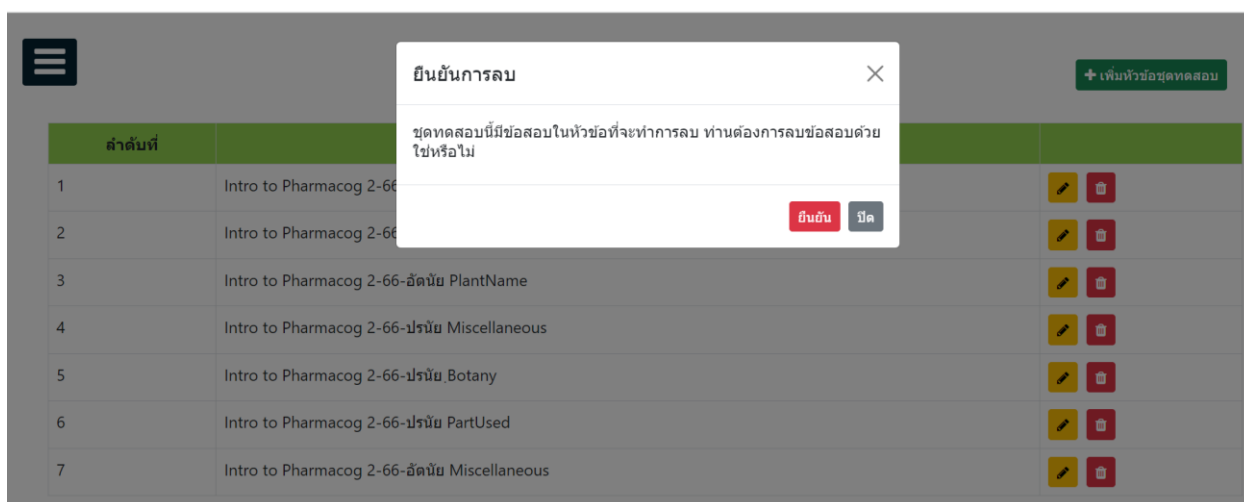 ยืนยันการลบ
+ เพิ่มหัวข้อชุดทดสอบ
ชุดทดสอบนี้มีข้อสอบในหัวข้อที่จะทำการลบ ท่านต้องการลบข้อสอบด้วย
ใช่หรือไม่
ยืนยัน ปิด
ลำดับที่
1 Intro to Pharmacog 2-66
2 Intro to Pharmacog 2-66
3 Intro to Pharmacog 2-66-อัตนัย PlantName
4 Intro to Pharmacog 2-66-ปรนัย Miscellaneous
5 Intro to Pharmacog 2-66-ปรนัย Botany
6 Intro to Pharmacog 2-66-ปรนัย PartUsed
7 Intro to Pharmacog 2-66-อัตนัย Miscellaneous